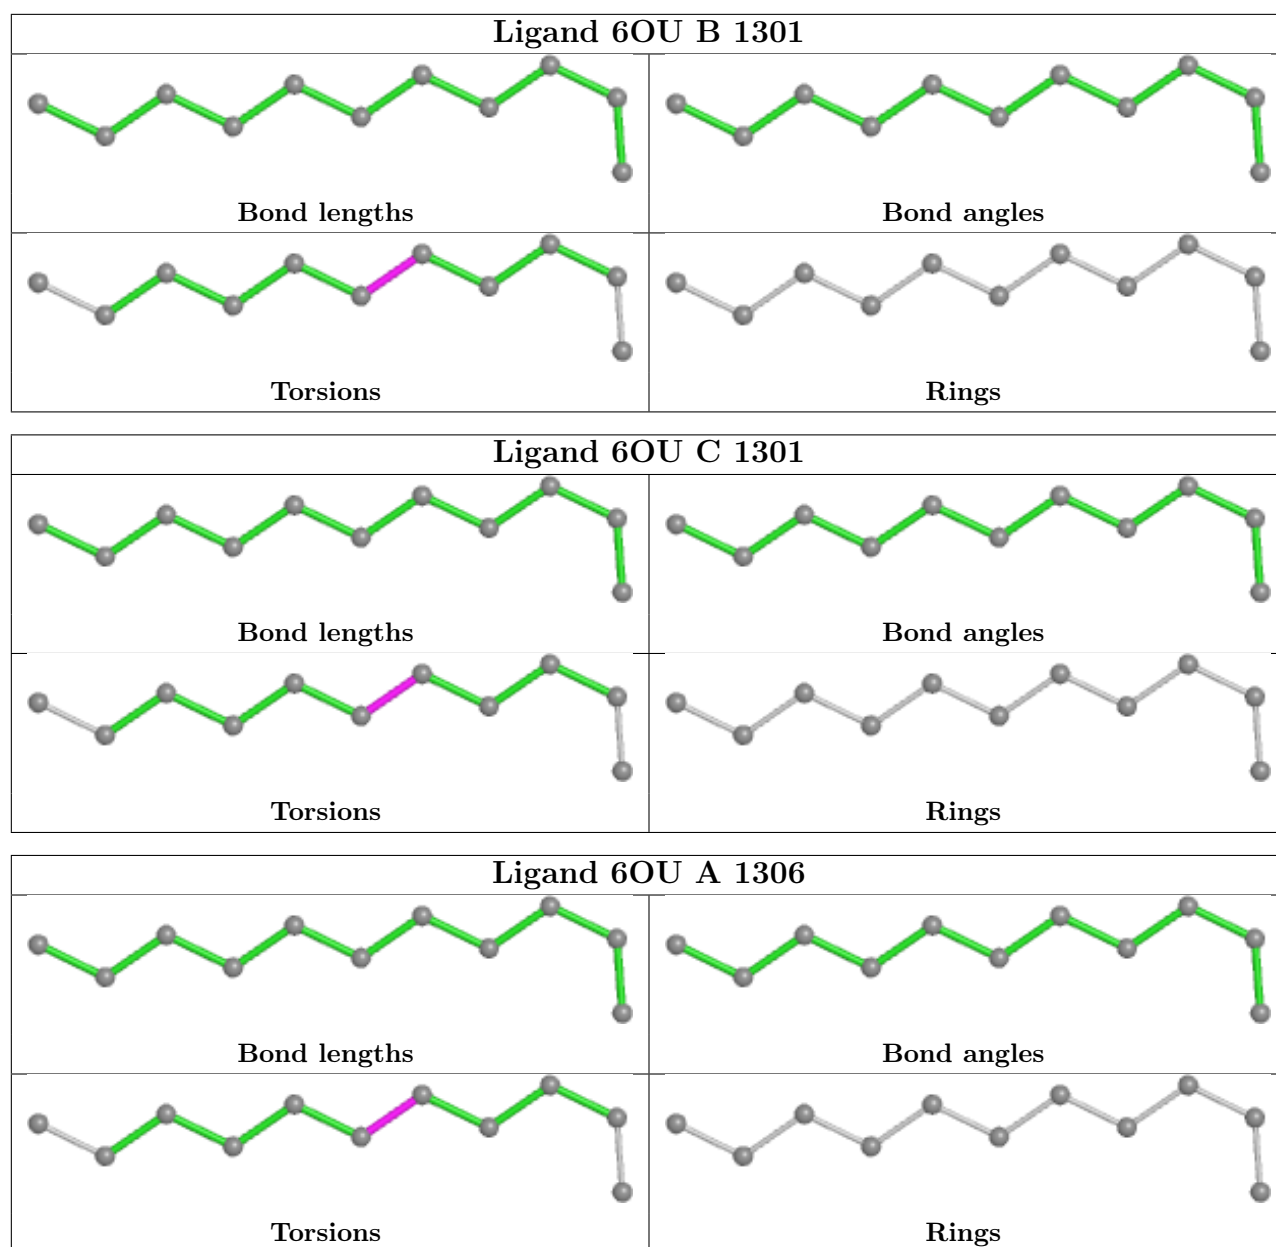 Ligand 6OU B 1301
Bond lengths
Bond angles
Torsions
Rings
Ligand 6OU C 1301
Bond lengths
Bond angles
Torsions
Rings
Ligand 6OU A 1306
Bond lengths
Bond angles
Torsions
Rings